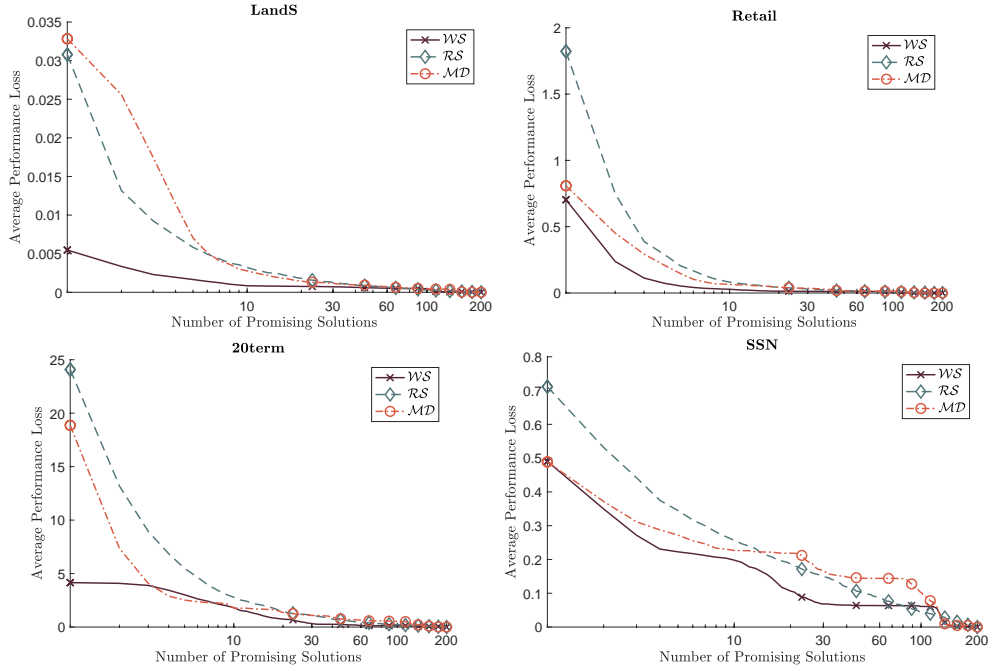 LandS
0.035
0.03
0.025
0.02
0.015
0.01
0.005
0
Average Performance Loss
10 30 60 100 200
Number of Promising Solutions
WS
RS
MD
Retail
2
1.5
1
0.5
0
Average Performance Loss
10 30 60 100 200
Number of Promising Solutions
WS
RS
MD
20term
25
20
15
10
5
0
Average Performance Loss
10 30 60 100 200
Number of Promising Solutions
WS
RS
MD
SSN
0.8
0.7
0.6
0.5
0.4
0.3
0.2
0.1
0
Average Performance Loss
10 30 60 100 200
Number of Promising Solutions
WS
RS
MD